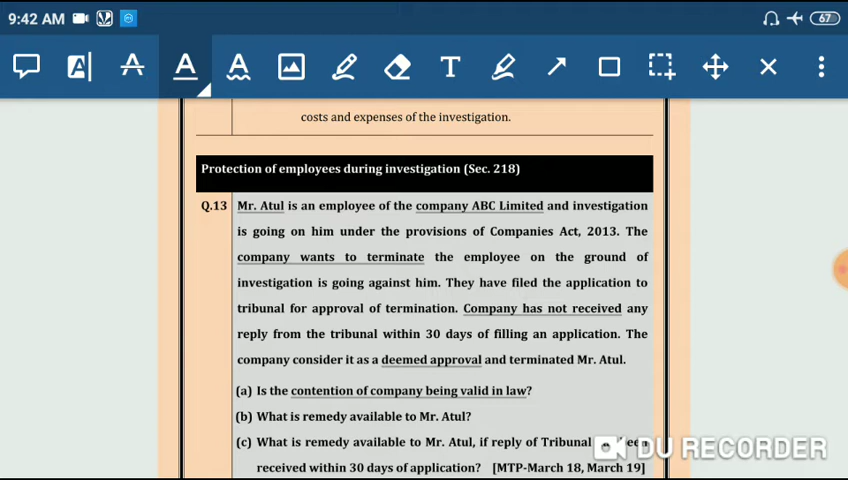 9:42 AM
67
A A A A T
costs and expenses of the investigation.
Protection of employees during investigation (Sec. 218)
Q.13 Mr. Atul is an employee of the company ABC Limited and investigation
is going on him under the provisions of Companies Act, 2013. The
company wants to terminate the employee on the ground of
investigation is going against him. They have filed the application to
tribunal for approval of termination. Company has not received any
reply from the tribunal within 30 days of filling an application. The
company consider it as a deemed approval and terminated Mr. Atul.
(a) Is the contention of company being valid in law?
(b) What is remedy available to Mr. Atul?
(c) What is remedy available to Mr. Atul, if reply of Tribunal
received within 30 days of application? [MTP-March 18, March 19]
DU RECORDER